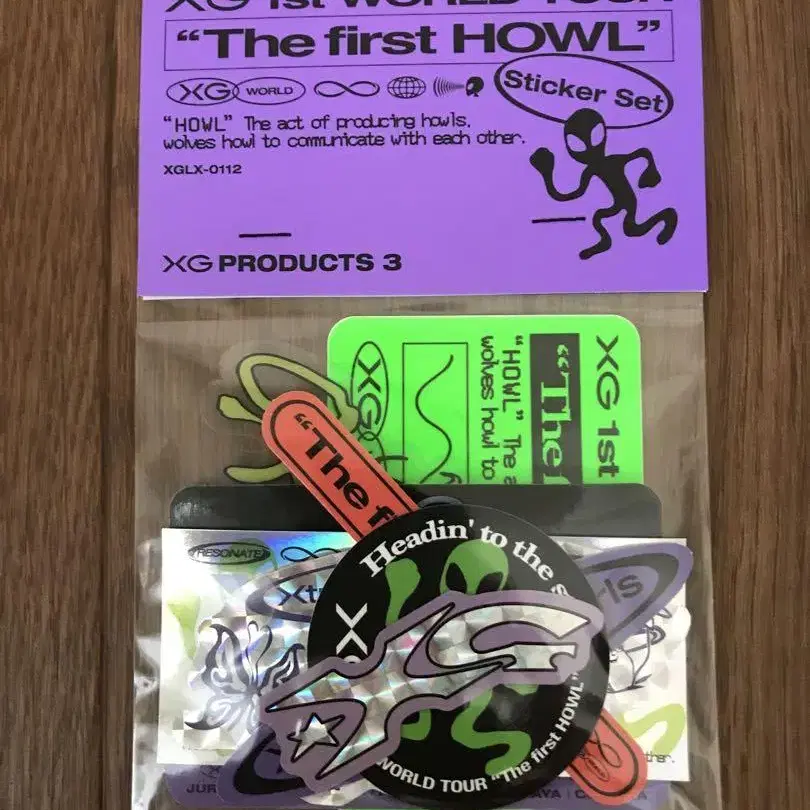 XG 1st WORLD TOUR
“The first HOWL”
XG WORLD
Sticker Set
“HOWL” The act of producing howls,
wolves howl to communicate with each other.
XGLX-0112
XG PRODUCTS 3
XG 1st
“The
“HOWL” The
wolves howl to
XG
“The
RESONATE
Headin' to the
XG
WORLD TOUR “The first HOWL”